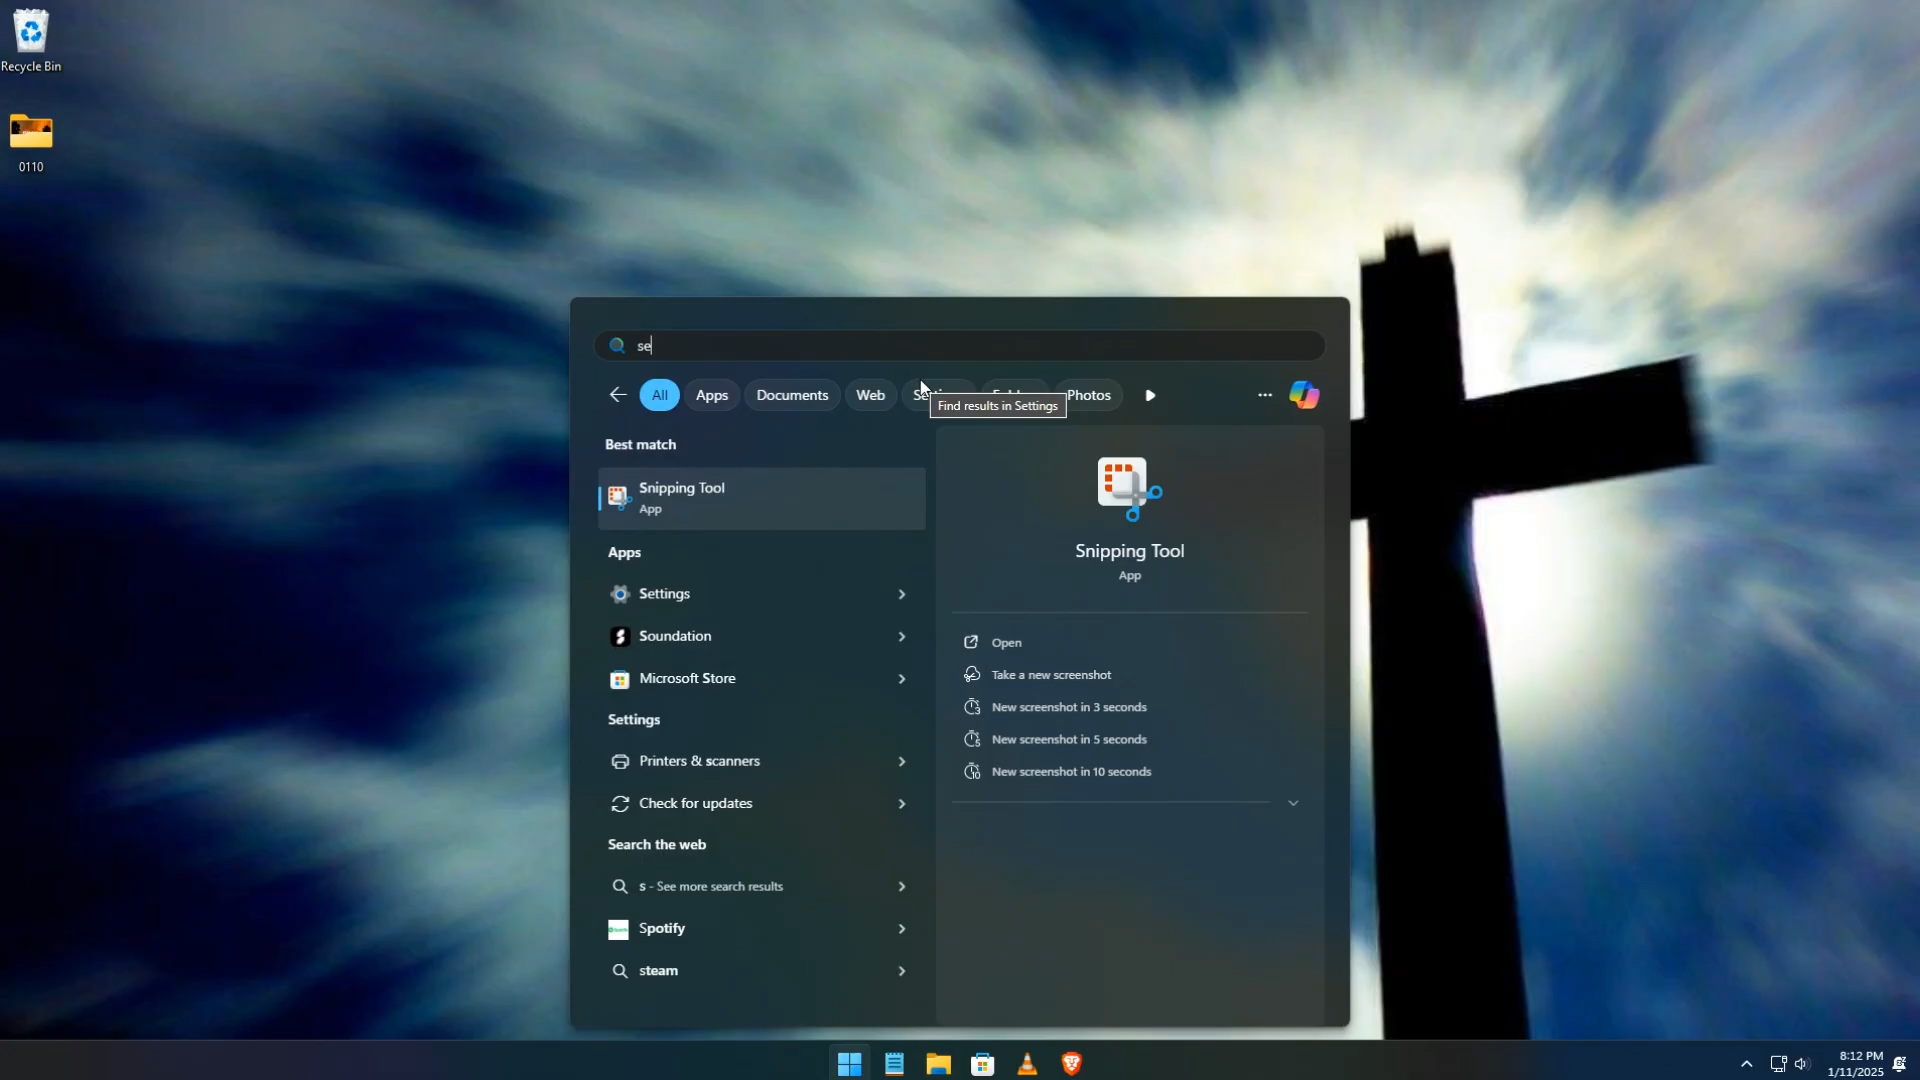 Recycle Bin
0110
se
All
Apps
Documents
Web
Find results in Settings
Photos
Best match
Snipping Tool
App
Apps
Settings
Soundation
Microsoft Store
Settings
Printers & scanners
Check for updates
Search the web
s - See more search results
Spotify
steam
Snipping Tool
App
Open
Take a new screenshot
New screenshot in 3 seconds
New screenshot in 5 seconds
New screenshot in 10 seconds
8:12 PM
1/11/2025